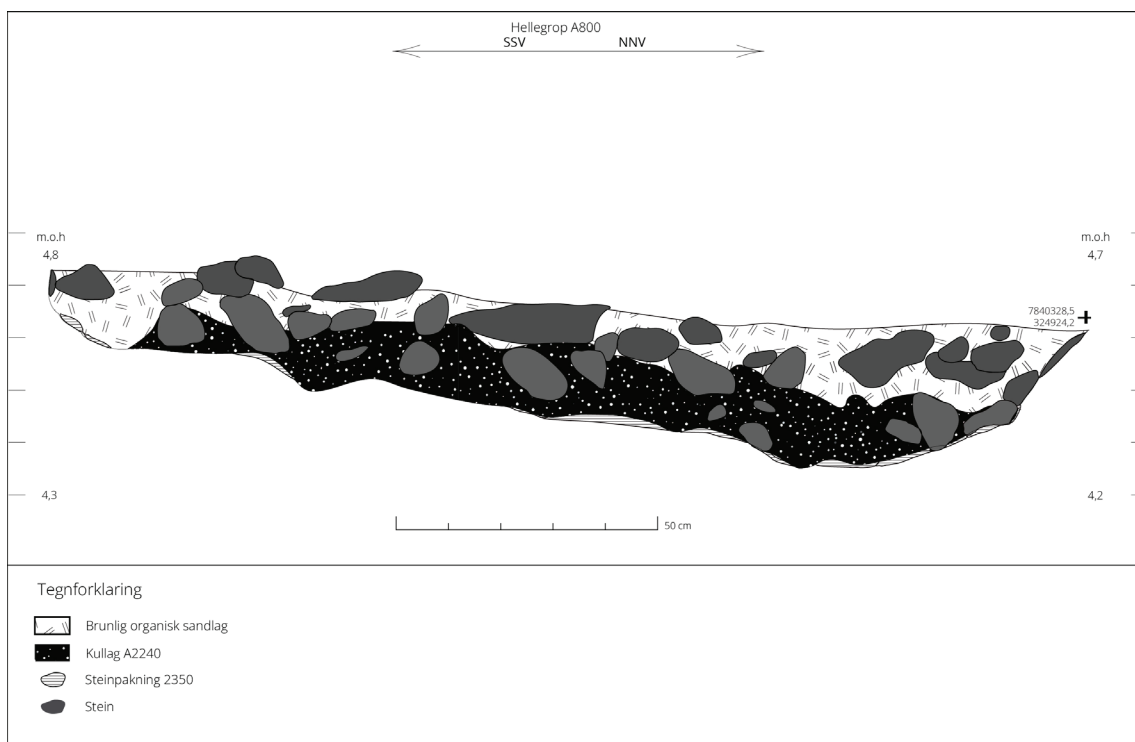 Hellegrop A800
SSV NNV
m.o.h
4,8
m.o.h
4,7
7840328,5
324924,2
4,3
4,2
50 cm
Tegnforklaring
Brunlig organisk sandlag
Kullag A2240
Steinpakning 2350
Stein